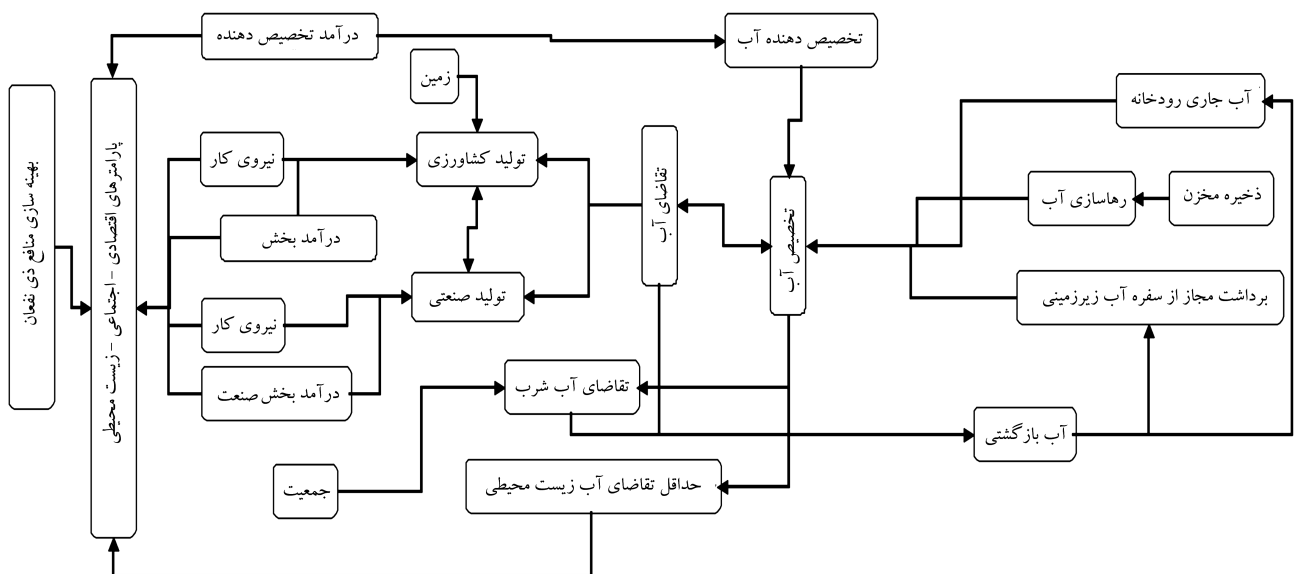 تخصیص دهنده آب
درآمد تخصیص دهنده
زمین
آب جاری رودخانه
بهینه سازی منافع ذی نفعان
پارامترهای اقتصادی - اجتماعی - زیست محیطی
نیروی کار
تولید کشاورزی
تقاضای آب
تخصیص آب
رهاسازی آب
ذخیره مخزن
درآمد بخش
تولید صنعتی
برداشت مجاز از سفره آب زیرزمینی
نیروی کار
درآمد بخش صنعت
تقاضای آب شرب
آب بازگشتی
جمعیت
حداقل تقاضای آب زیست محیطی